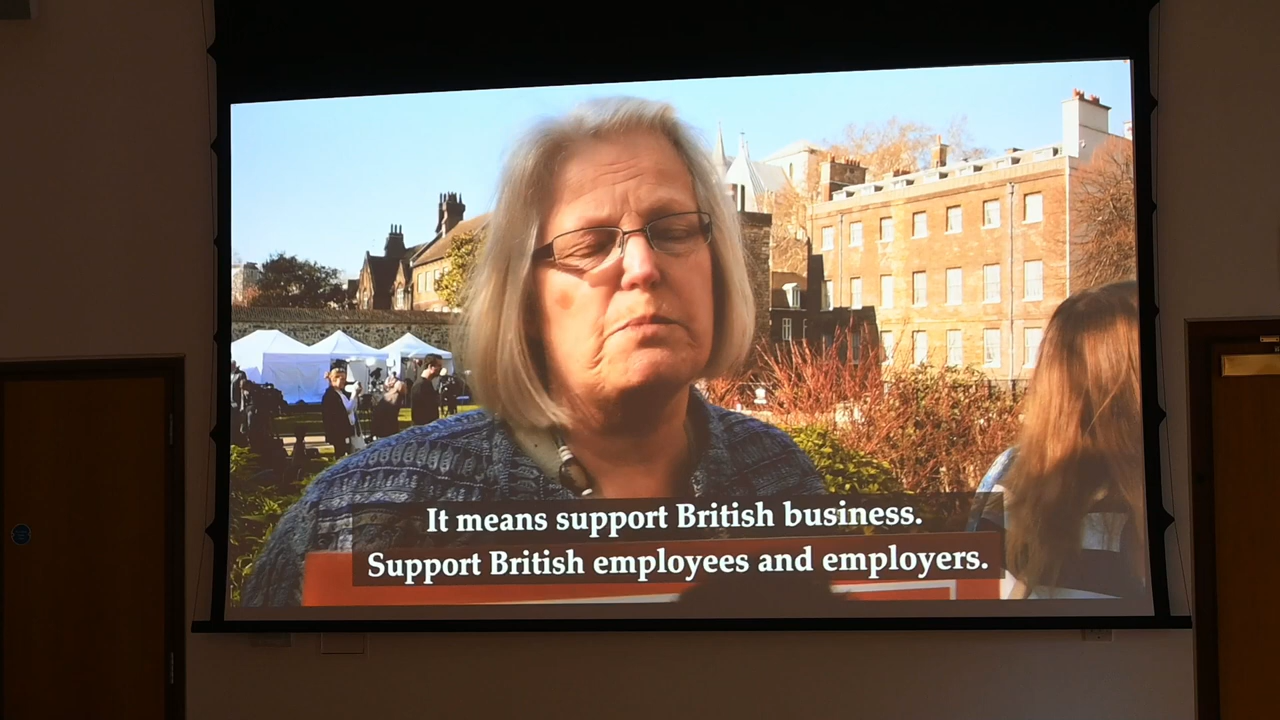 It means support British business.
Support British employees and employers.